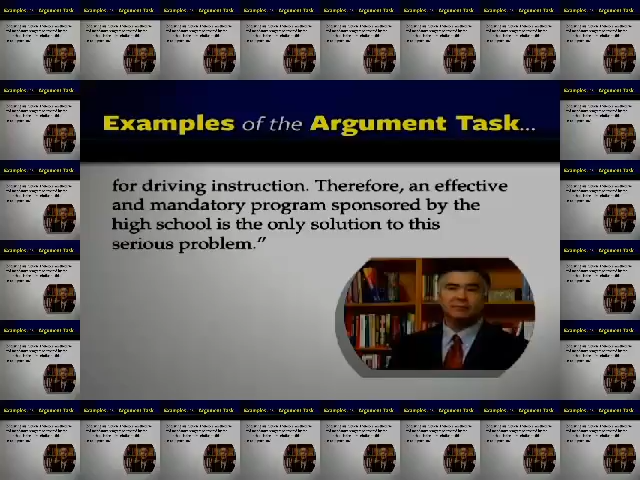 Examples of the Argument Task...
for driving instruction. Therefore, an effective
and mandatory program sponsored by the
high school is the only solution to this
serious problem."